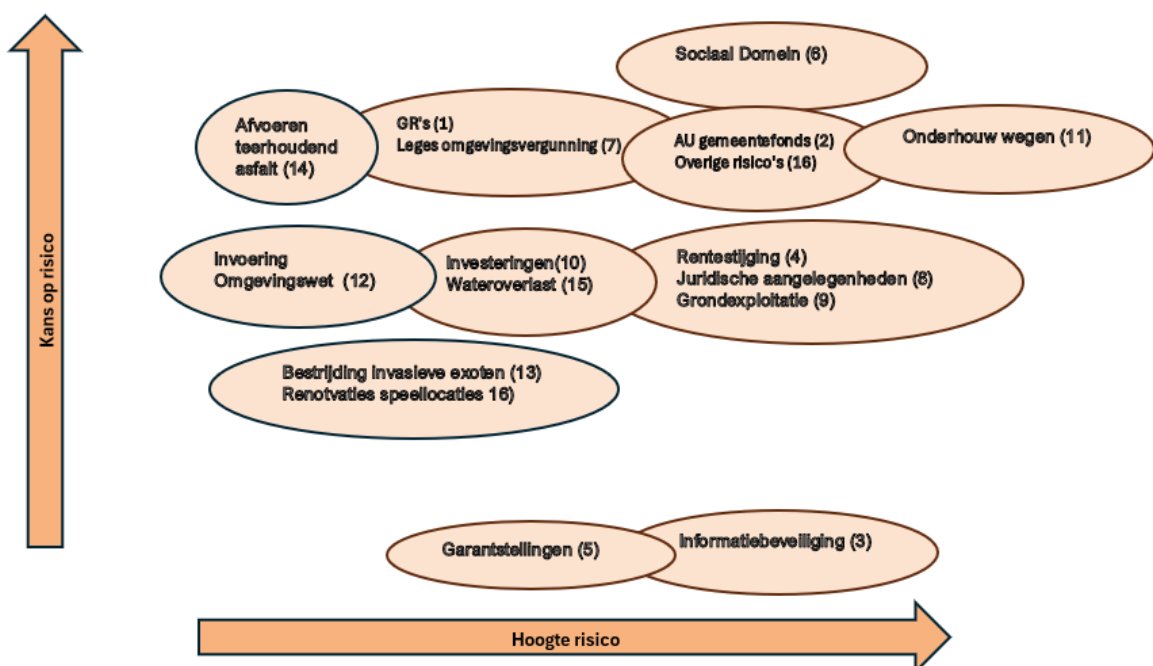 Kans op risico
Sociaal Domein (6)
Afvoeren
teerhoudend
asfalt (14)
GR's (1)
Leges omgevingsvergunning (7)
AU gemeentefonds (2)
Overige risico's (16)
Onderhouw wegen (11)
Invoering
Omgevingswet (12)
Investeringen(10)
Wateroverlast (15)
Rentestijging (4)
Juridische aangelegenheden (8)
Grondexploitatie (9)
Bestrijding invasieve exoten (13)
Renotvaties speellocaties 16)
Garantstellingen (5)
Informatiebeveiliging (3)
Hoogte risico